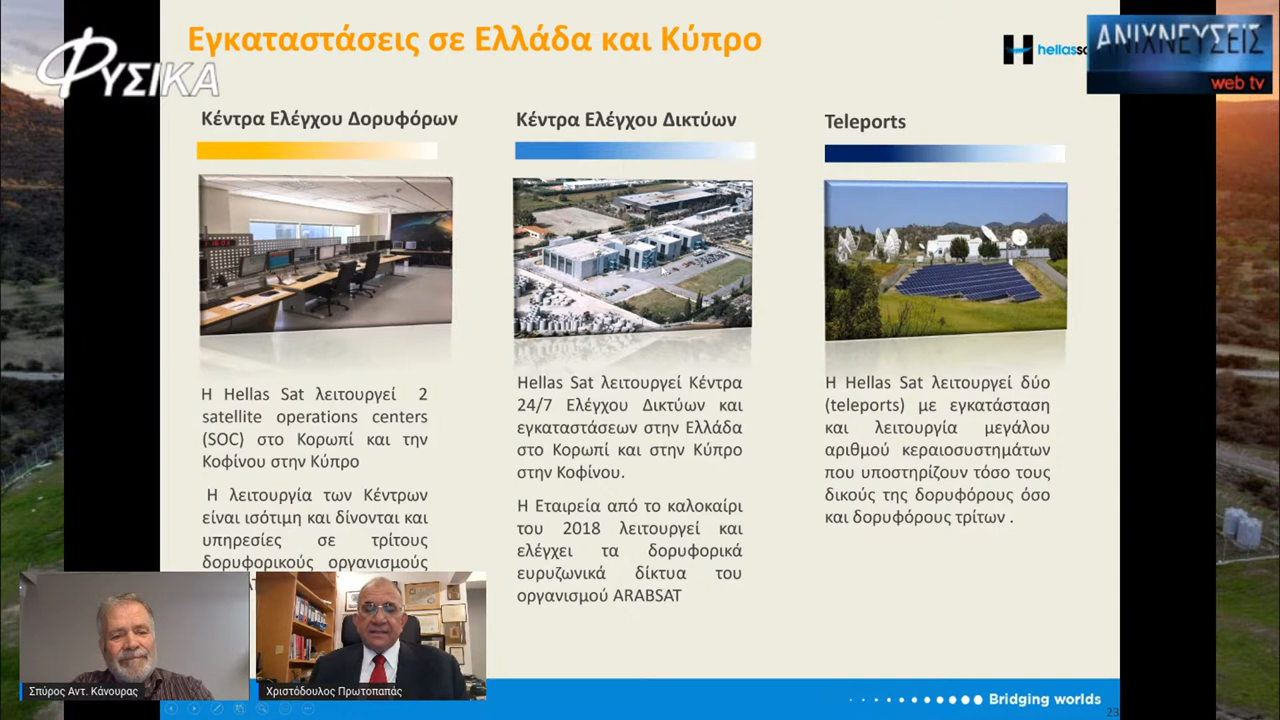 Εγκαταστάσεις σε Ελλάδα και Κύπρο
ΦΥΣΙΚΑ
hellas
ΑΝΙΧΝΕΥΣΕΙΣ
web tv
Κέντρα Ελέγχου Δορυφόρων
Η Hellas Sat λειτουργεί 2
satellite operations centers
(SOC) στο Κορωπί και την
Κοφίνου στην Κύπρο
Η λειτουργία των Κέντρων
είναι ισότιμη και δίνονται και
υπηρεσίες σε τρίτους
δορυφορικούς οργανισμούς
Κέντρα Ελέγχου Δικτύων
Hellas Sat λειτουργεί Κέντρα
24/7 Ελέγχου Δικτύων και
εγκαταστάσεων στην Ελλάδα
στο Κορωπί και στην Κύπρο
στην Κοφίνου.
Η Εταιρεία από το καλοκαίρι
του 2018 λειτουργεί και
ελέγχει τα δορυφορικά
ευρυζωνικά δίκτυα του
οργανισμού ARABSAT
Teleports
Η Hellas Sat λειτουργεί δύο
(teleports) με εγκατάσταση
και λειτουργία μεγάλου
αριθμού κεραιοσυστημάτων
που υποστηρίζουν τόσο τους
δικούς της δορυφόρους όσο
και δορυφόρους τρίτων .
Σπύρος Αντ. Κάνουρας
Χριστόδουλος Πρωτοπαπάς
Bridging worlds
23